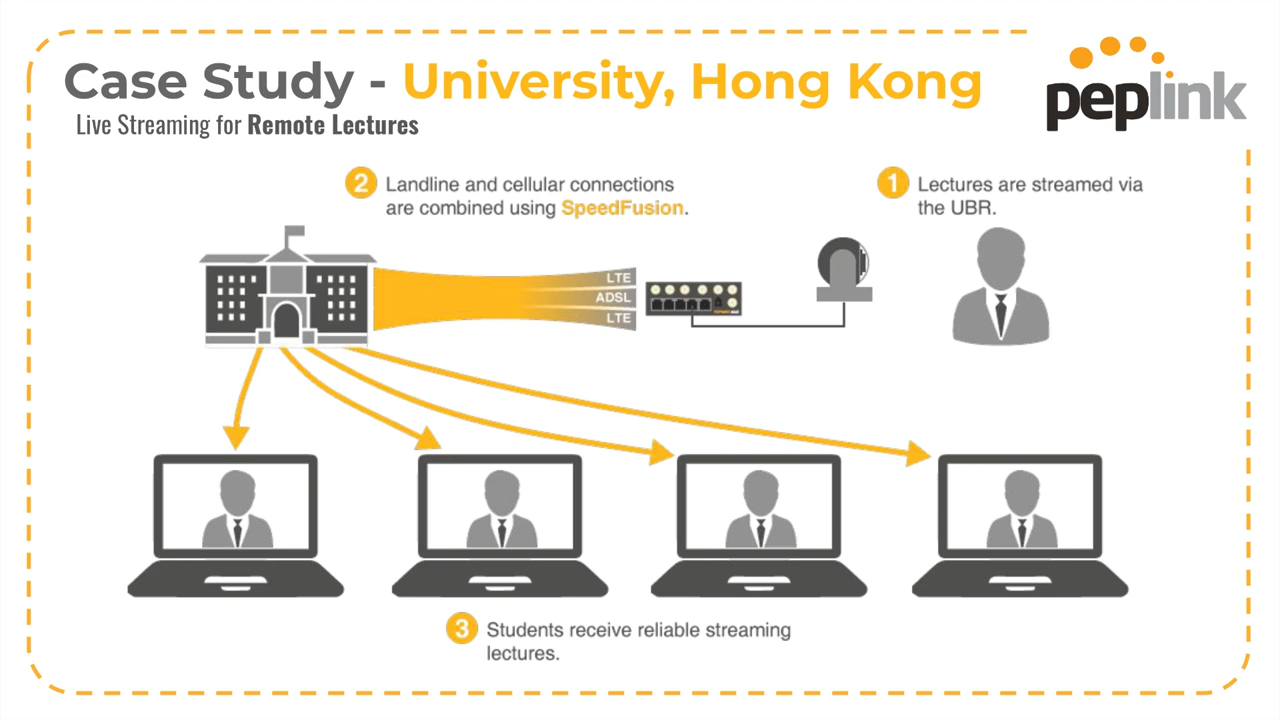 Case Study - University, Hong Kong
Live Streaming for Remote Lectures
peplink
2 Landline and cellular connections
are combined using SpeedFusion.
1 Lectures are streamed via
the UBR.
LTE
ADSL
LTE
3 Students receive reliable streaming
lectures.